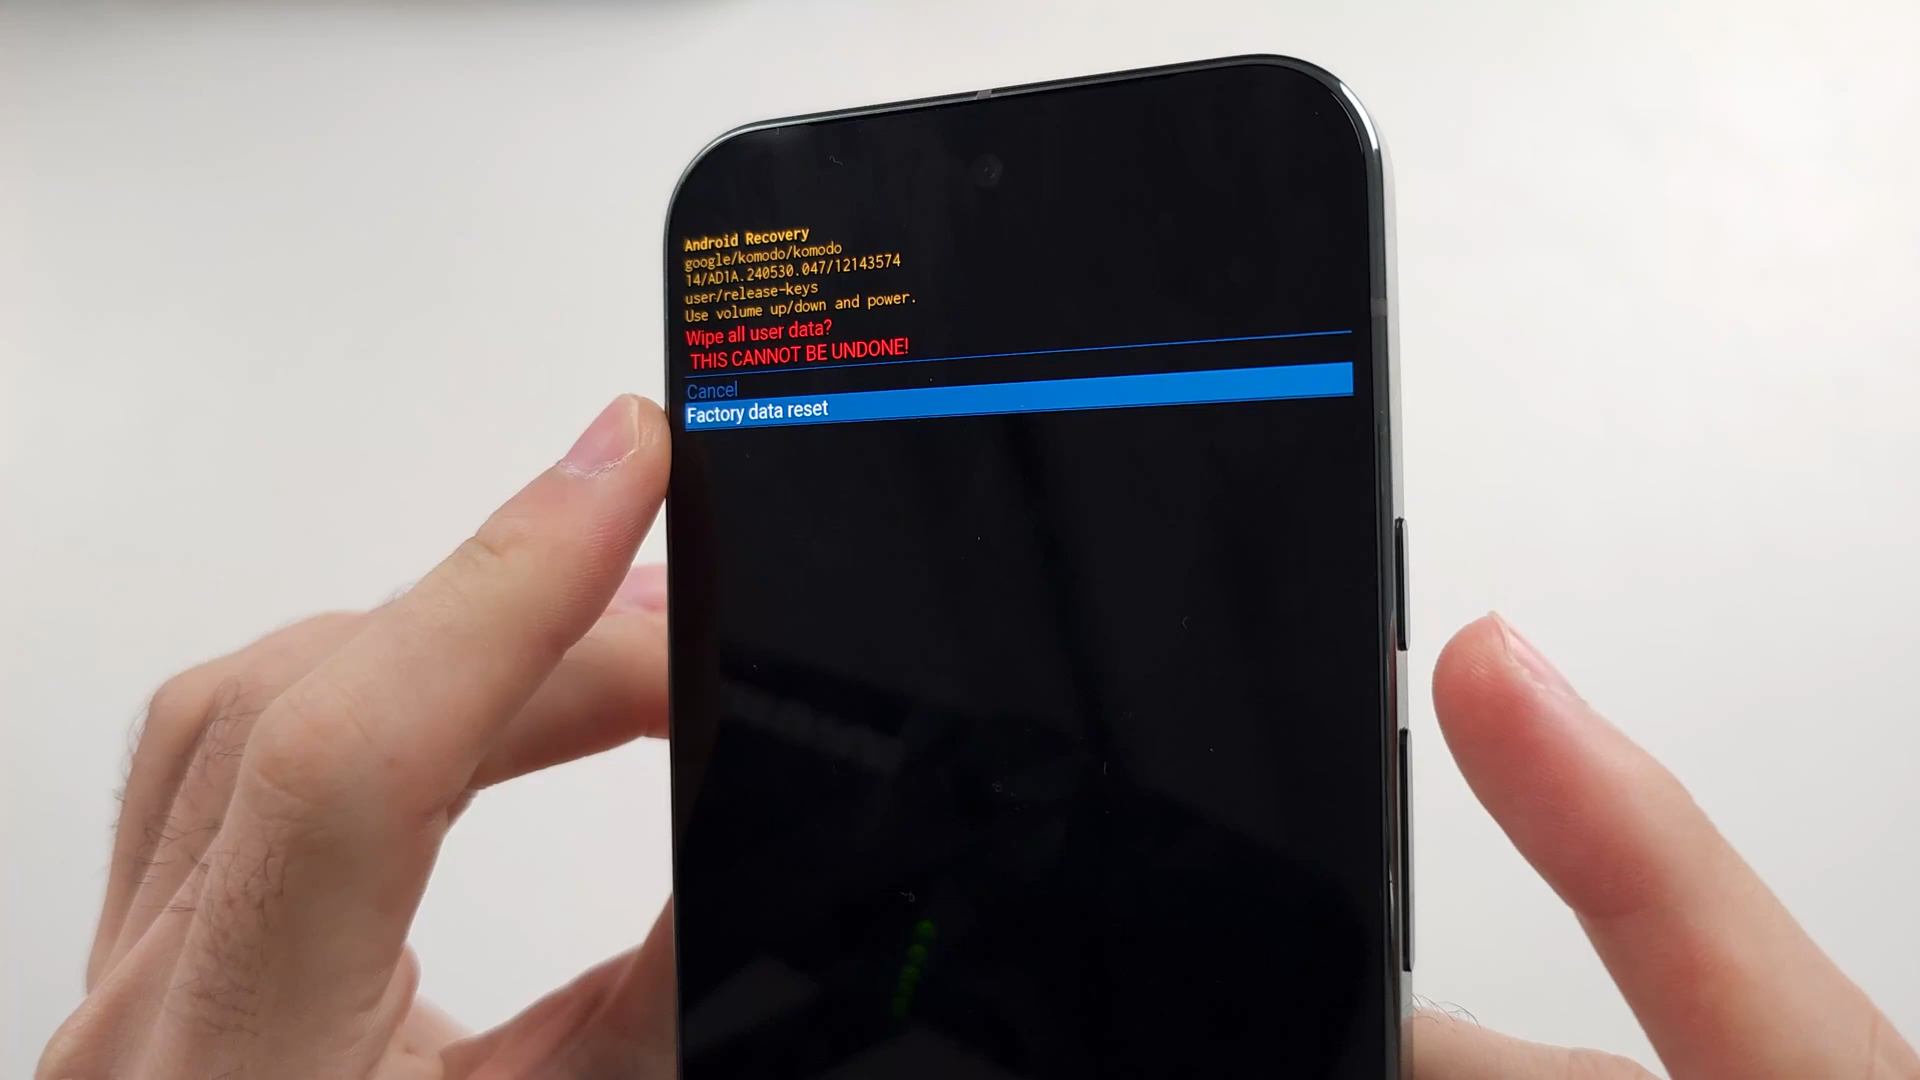 Android Recovery
google/komodo/komodo
14/AD1A.240530.047/12143574
user/release-keys
Use volume up/down and power.
Wipe all user data?
THIS CANNOT BE UNDONE!
Cancel
Factory data reset